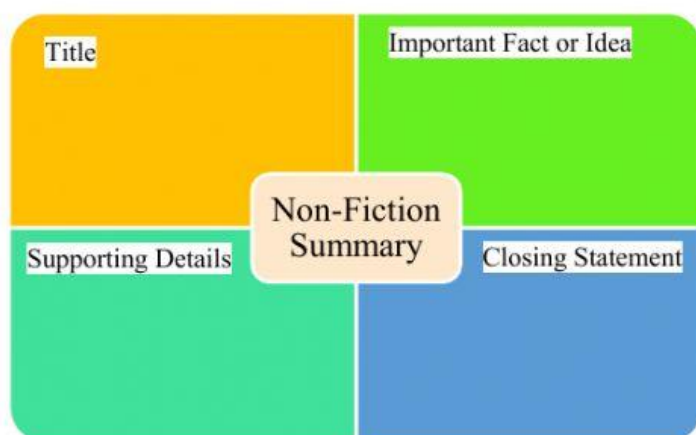 Title
Important Fact or Idea
Non-Fiction
Summary
Supporting Details
Closing Statement